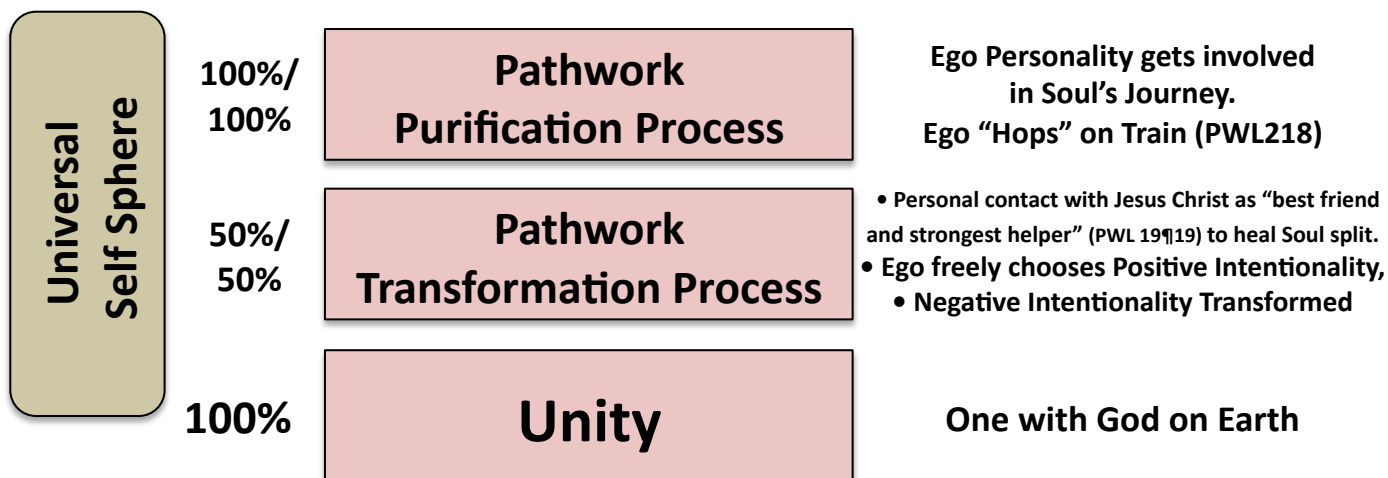 Universal
Self Sphere
100%/
100%
Pathwork
Purification Process
Ego Personality gets involved
in Soul's Journey.
Ego “Hops” on Train (PWL218)
50%/
50%
Pathwork
Transformation Process
• Personal contact with Jesus Christ as “best friend
and strongest helper” (PWL 19¶19) to heal Soul split.
• Ego freely chooses Positive Intentionality,
• Negative Intentionality Transformed
100%
Unity
One with God on Earth